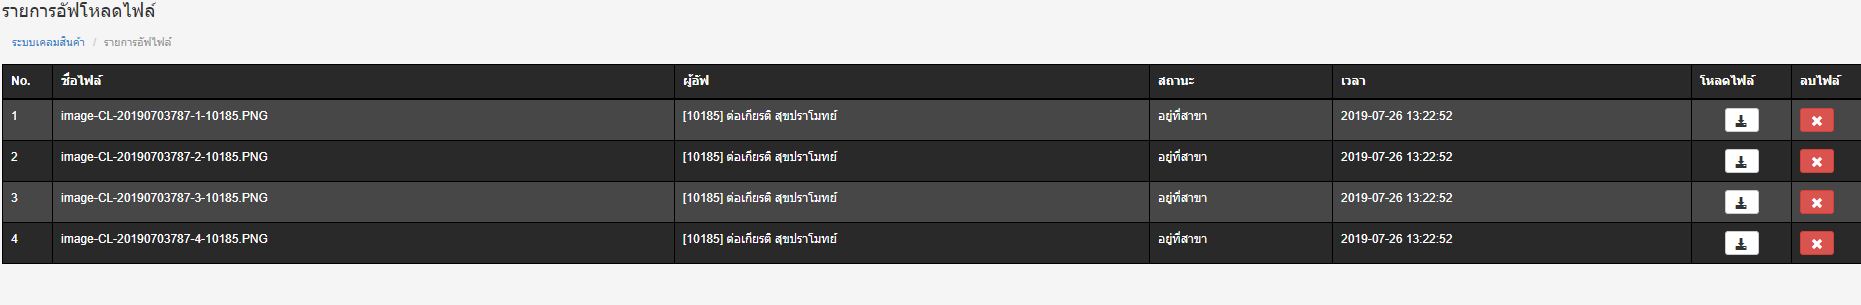 รายการอัฟโหลดไฟล์
ระบบเคลมสินค้า / รายการอัฟไฟล์
No. ชื่อไฟล์ ผู้อัฟ สถานะ เวลา โหลดไฟล์ ลบไฟล์
1 image-CL-20190703787-1-10185.PNG [10185] ต่อเกียรติ สุขปราโมทย์ อยู่ที่สาขา 2019-07-26 13:22:52
2 image-CL-20190703787-2-10185.PNG [10185] ต่อเกียรติ สุขปราโมทย์ อยู่ที่สาขา 2019-07-26 13:22:52
3 image-CL-20190703787-3-10185.PNG [10185] ต่อเกียรติ สุขปราโมทย์ อยู่ที่สาขา 2019-07-26 13:22:52
4 image-CL-20190703787-4-10185.PNG [10185] ต่อเกียรติ สุขปราโมทย์ อยู่ที่สาขา 2019-07-26 13:22:52